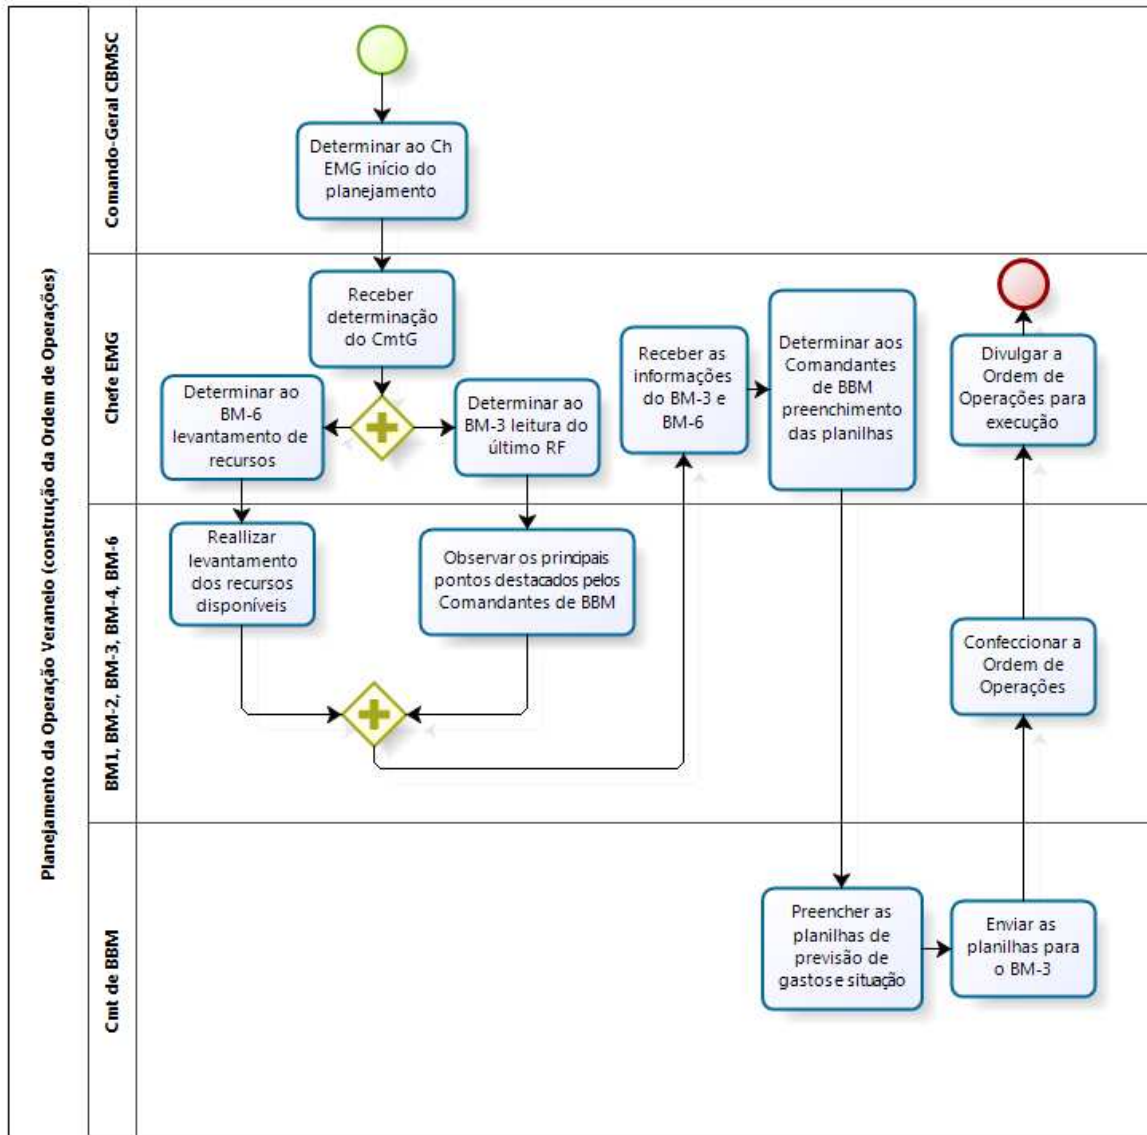 Planejamento da Operação Veraneio (construção da Ordem de Operações)
Comando-Geral CBMSC
Determinar ao Ch
EMG início do
planejamento
Chefe EMG
Receber
determinação
do CmtG
Determinar ao
BM-6
levantamento de
recursos
Determinar ao
BM-3 leitura do
último RF
Receber as
informações
do BM-3 e
BM-6
Determinar aos
Comandantes
de BBM
preenchimento
das planilhas
Divulgar a
Ordem de
Operações para
execução
BM1, BM-2, BM-3, BM-4, BM-6
Reallizar
levantamento
dos recursos
disponíveis
Observar os principais
pontos destacados pelos
Comandantes de BBM
Confeccionar a
Ordem de
Operações
Cmt de BBM
Preencher as
planilhas de
previsão de
gastos e situação
Enviar as
planilhas para
o BM-3